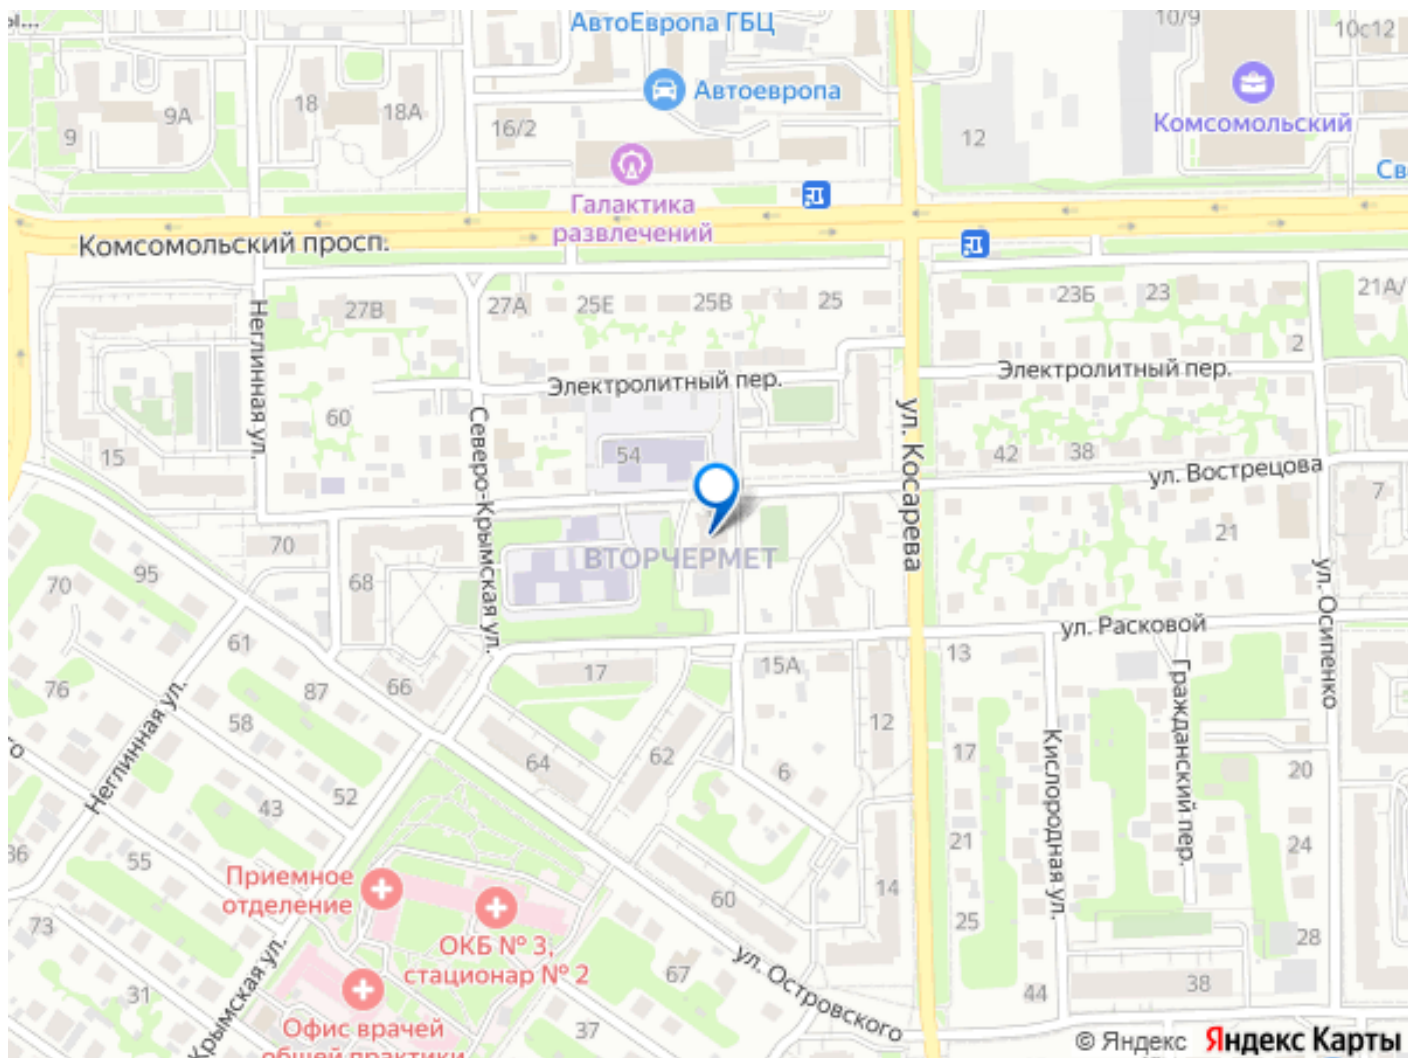 ы...
АвтоЕвропа ГБЦ
10/9
10с12
9
9А
18
18А
16/2
Автоевропа
12
Комсомольский
Св
Галактика
развлечений
Комсомольский просп.
27В
27А
25Е
25В
25
23Б
23
21А/
2
Неглинная ул.
Электролитный пер.
Электролитный пер.
60
Северо-Крымская ул.
54
ул. Косарева
42
38
ул. Вострецова
15
7
21
70
ВТОРЧЕРМЕТ
70
95
68
ул. Осипенко
61
ул. Расковой
13
76
87
66
17
15А
Гражданский пер.
Неглинная ул.
58
12
о
64
62
6
17
Кислородная ул.
20
52
43
36
55
21
24
Приемное
отделение
60
14
25
73
ОКБ № 3,
стационар № 2
28
Крымская ул.
67
ул. Островского
31
44
38
Офис врачей
общей практики
37
© Яндекс
Яндекс Карты